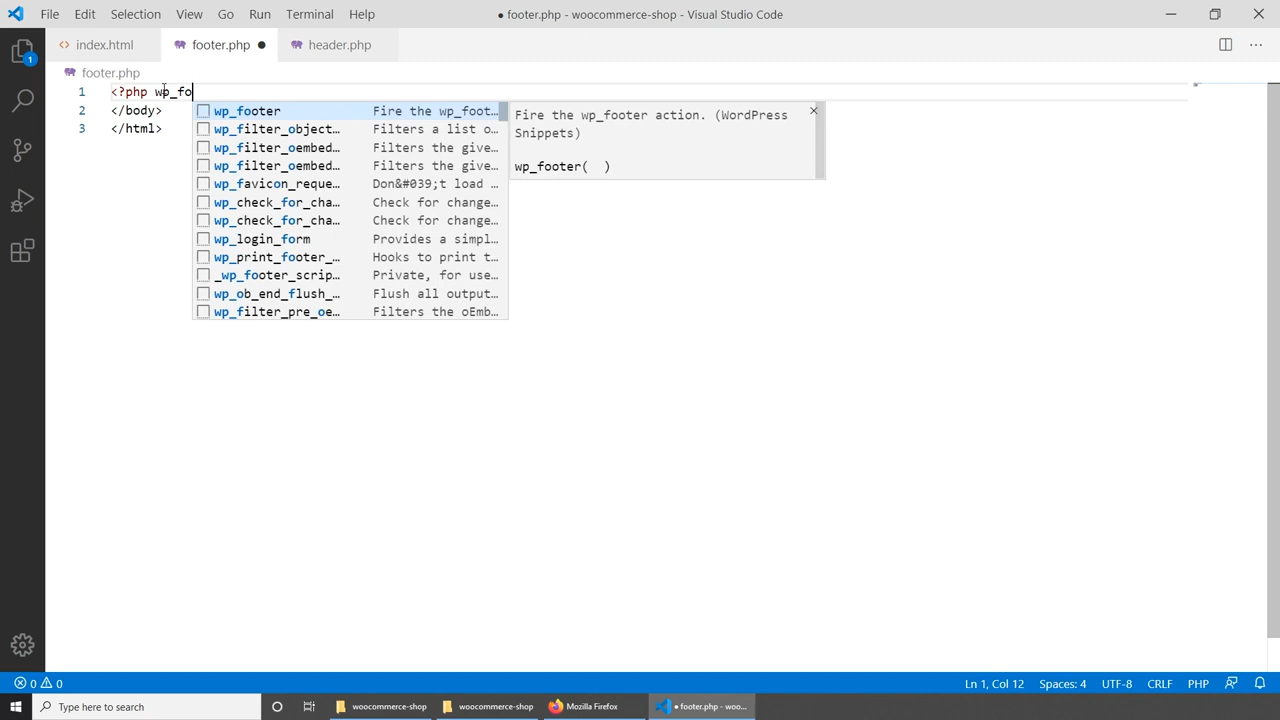 File Edit Selection View Go Run Terminal Help
● footer.php - woocommerce-shop - Visual Studio Code
1
index.html
footer.php ●
header.php
footer.php
1 <?php wp_fo
2 </body>
3 </html>
wp_footer Fire the wp_foot…
wp_filter_object… Filters a list o…
wp_filter_oembed… Filters the give…
wp_filter_oembed… Filters the give…
wp_favicon_reque… Don&#039;t load …
wp_check_for_cha… Check for change…
wp_check_for_cha… Check for change…
wp_login_form Provides a simpl…
wp_print_footer_… Hooks to print t…
_wp_footer_scrip… Private, for use…
wp_ob_end_flush_… Flush all output…
wp_filter_pre_oe… Filters the oEmb…
Fire the wp_footer action. (WordPress
Snippets)
wp_footer( )
0 0
Ln 1, Col 12 Spaces: 4 UTF-8 CRLF PHP
Type here to search
woocommerce-shop
woocommerce-shop
Mozilla Firefox
● footer.php - woo...